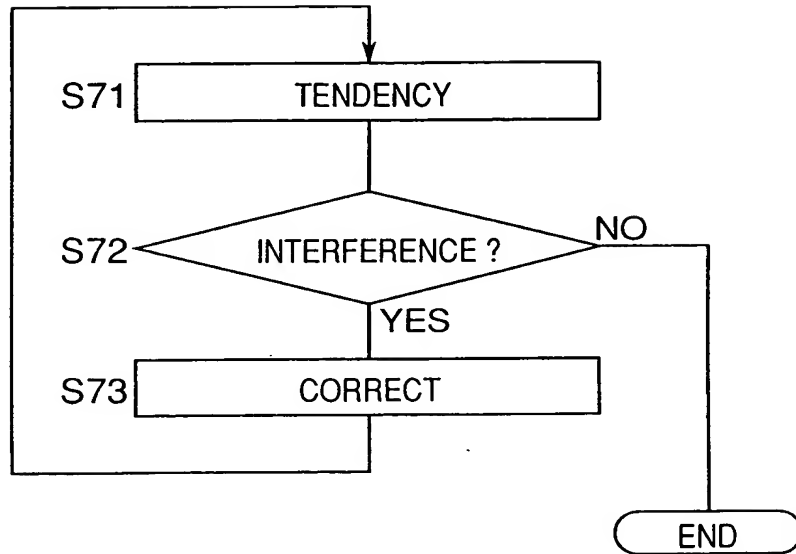 S71 TENDENCY
S72 INTERFERENCE ? NO
YES
S73 CORRECT
END